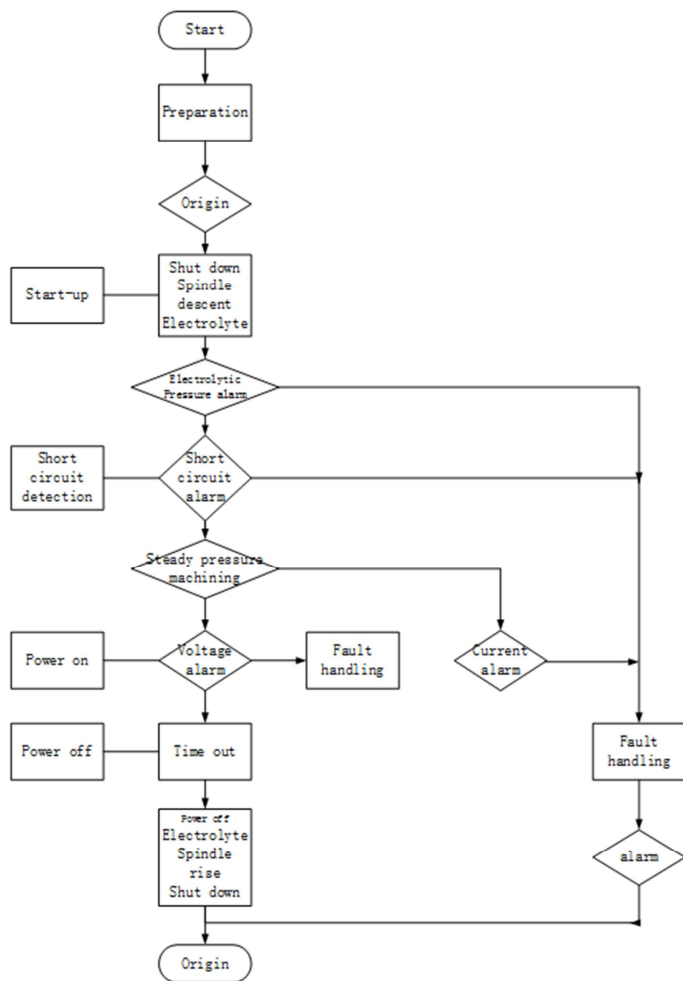 Start
Preparation
Origin
Start-up
Shut down
Spindle
descent
Electrolyte
Electrolytic
Pressure alarm
Short
circuit
detection
Short
circuit
alarm
Steady pressure
machining
Power on
Voltage
alarm
Fault
handling
Current
alarm
Power off
Time out
Fault
handling
Power off
Electrolyte
Spindle
rise
Shut down
alarm
Origin